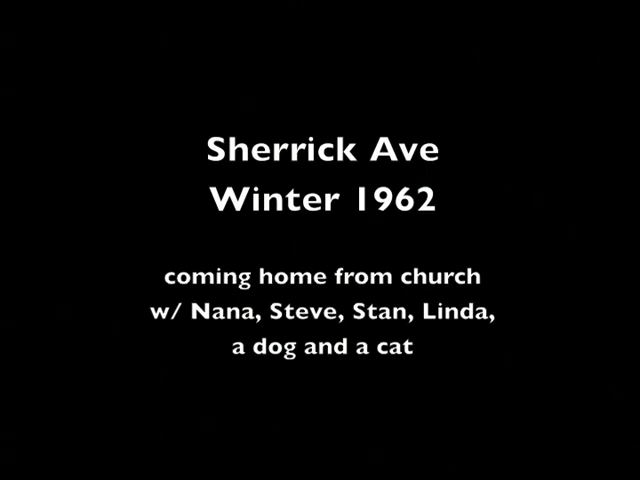 Sherrick Ave
Winter 1962
coming home from church
w/ Nana, Steve, Stan, Linda,
a dog and a cat